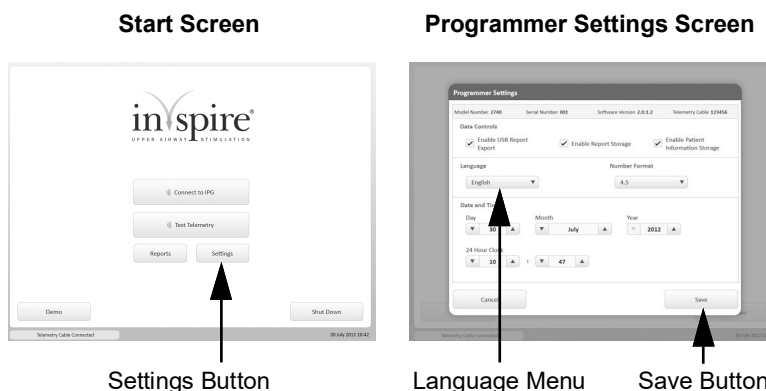 Start Screen
Programmer Settings Screen
inspire®
UPPER AIRWAY STIMULATION
Connect to IPG
Test Telemetry
Reports Settings
Demo Shut Down
Telemetry Cable Connected 30 July 2012 10:42
Programmer Settings
Model Number 2740 Serial Number 001 Software Version 2.0.1.2 Telemetry Cable 123456
Data Controls
Enable USB Report Export
Enable Report Storage
Enable Patient Information Storage
Language Number Format
English 4.5
Date and Time
Day Month Year
30 July 2012
24 Hour Clock
10 : 47
Cancel Save
Telemetry Cable Connected
Settings Button Language Menu Save Button